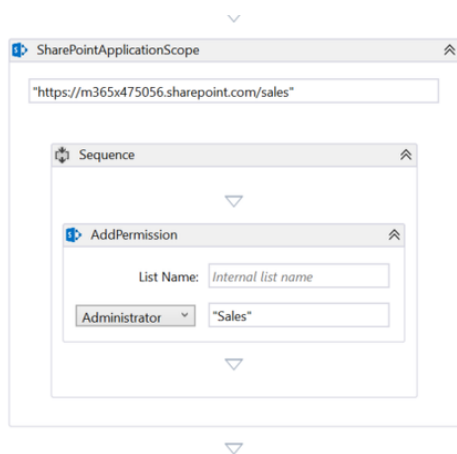 SharePointApplicationScope
"https://m365x475056.sharepoint.com/sales"
Sequence
AddPermission
List Name: Internal list name
Administrator "Sales"